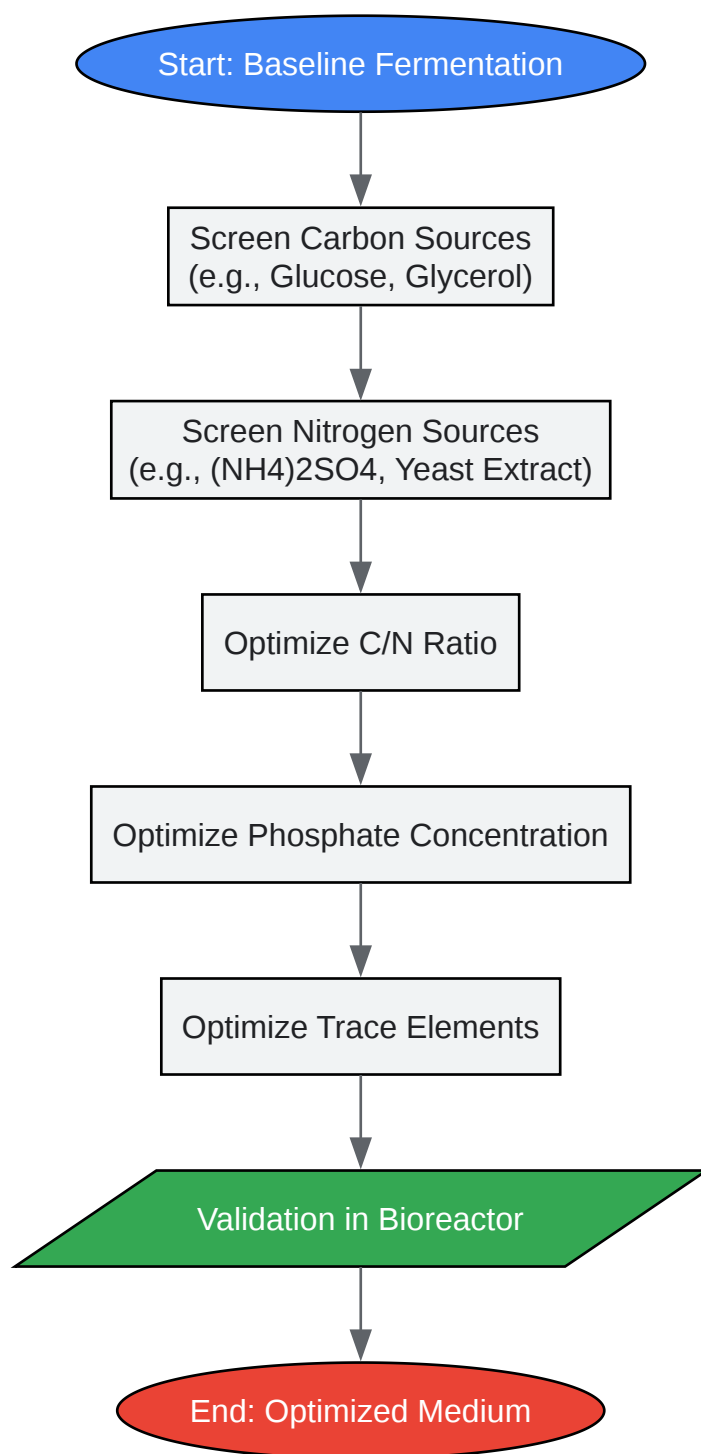 Start: Baseline Fermentation
Screen Carbon Sources
(e.g., Glucose, Glycerol)
Screen Nitrogen Sources
(e.g., (NH4)2SO4, Yeast Extract)
Optimize C/N Ratio
Optimize Phosphate Concentration
Optimize Trace Elements
Validation in Bioreactor
End: Optimized Medium